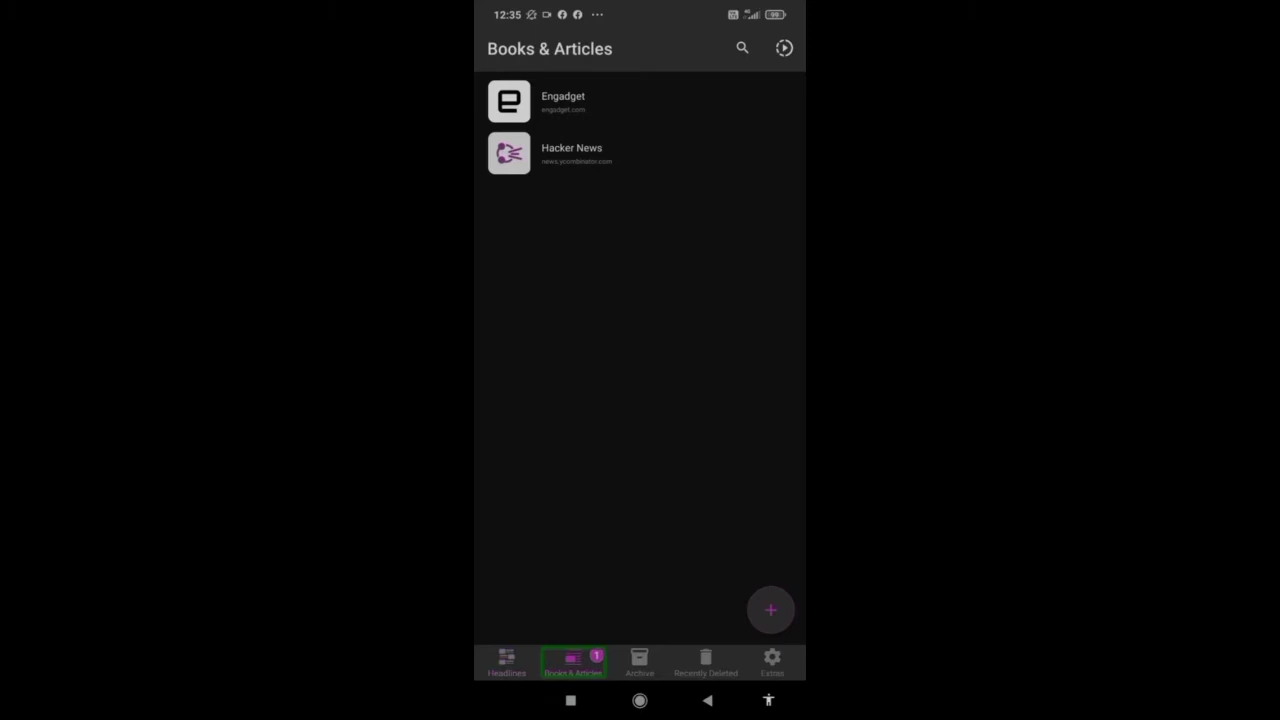 12:35
Books & Articles
Engadget
engadget.com
Hacker News
news.ycombinator.com
1
Headlines
Books & Articles
Archive
Recently Deleted
Extras